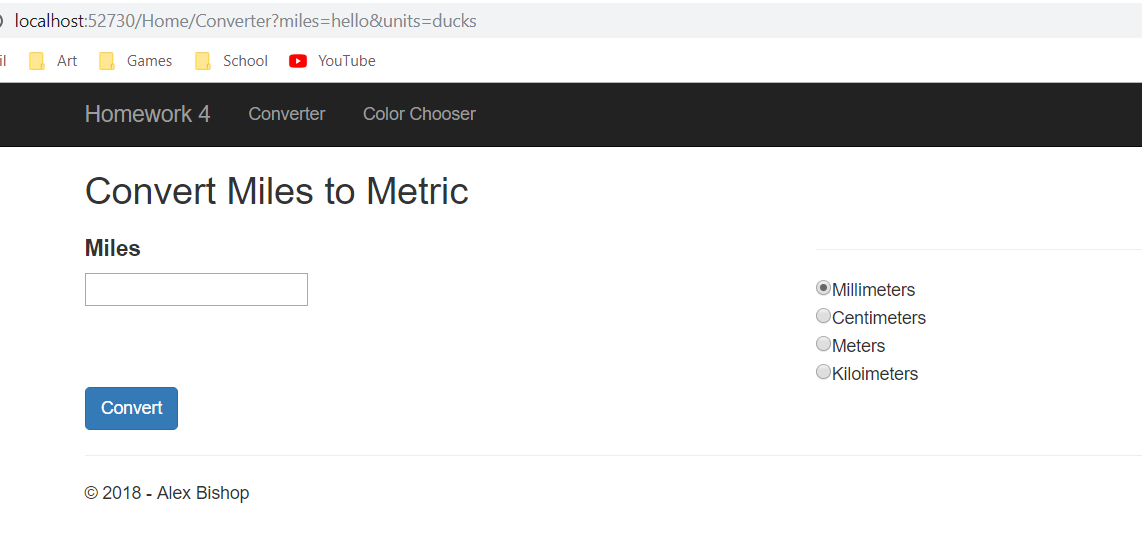 localhost:52730/Home/Converter?miles=hello&units=ducks
il Art Games School YouTube
Homework 4 Converter Color Chooser
Convert Miles to Metric
Miles
Millimeters
Centimeters
Meters
Kiloimeters
Convert
© 2018 - Alex Bishop